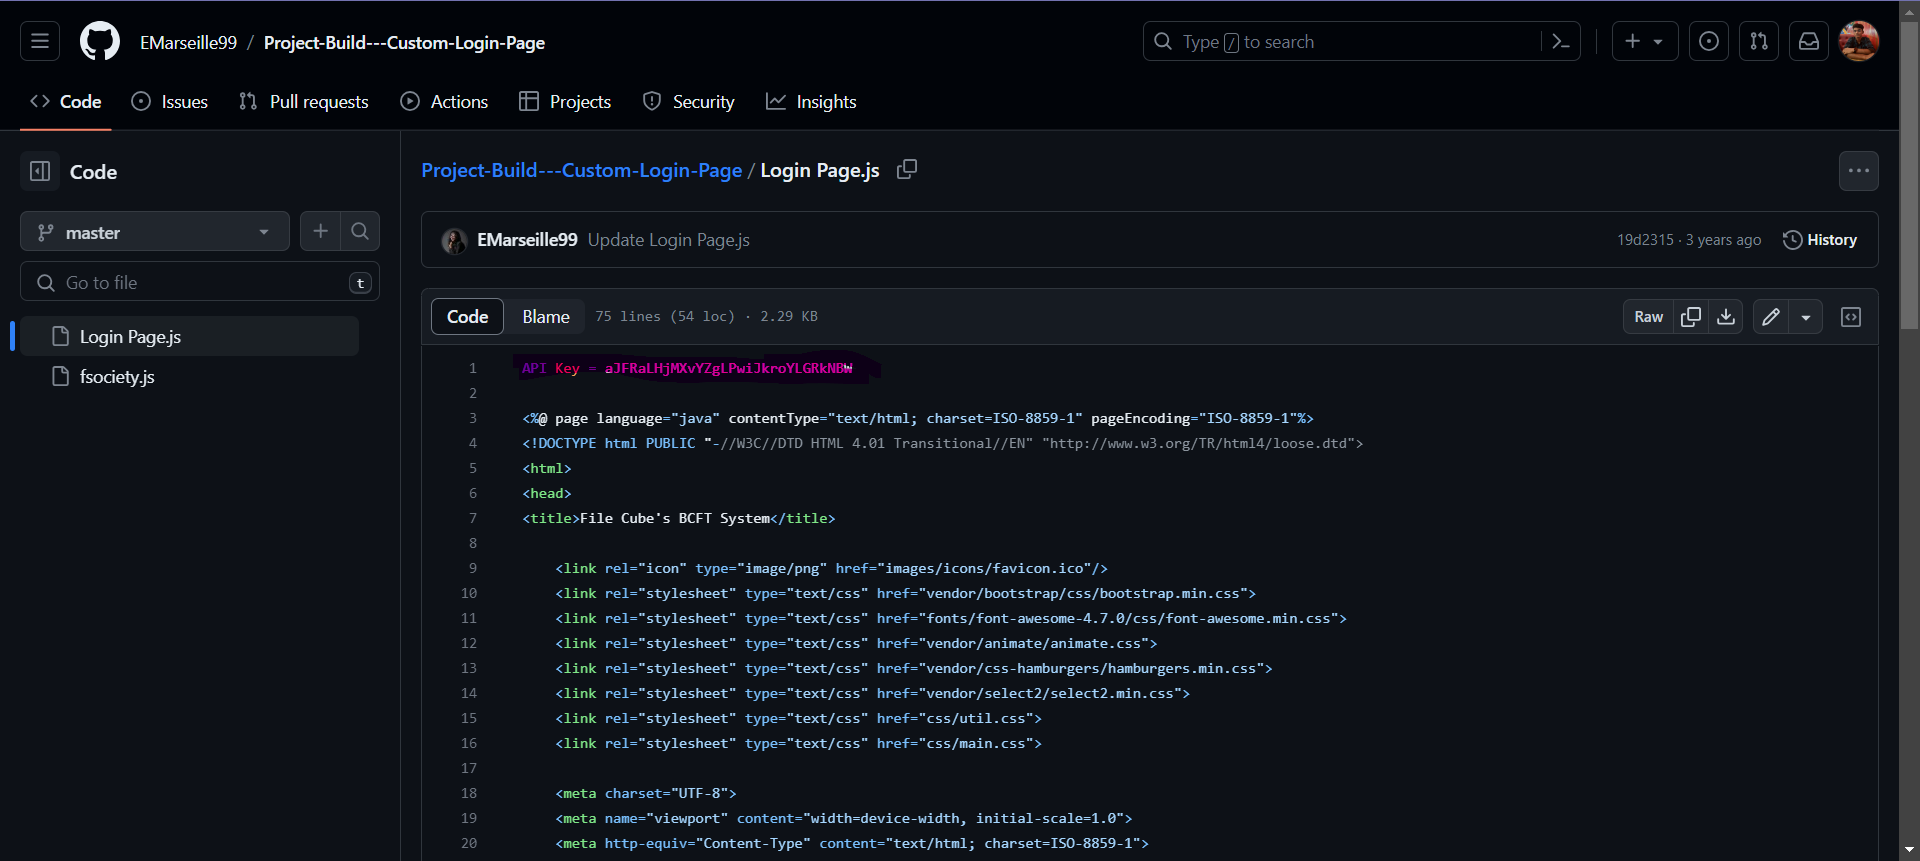 EMarseille99 / Project-Build---Custom-Login-Page
Type / to search
Code
Issues
Pull requests
Actions
Projects
Security
Insights
Code
master
Go to file
t
Login Page.js
fsociety.js
Project-Build---Custom-Login-Page / Login Page.js
EMarseille99 Update Login Page.js
19d2315 · 3 years ago
History
Code
Blame
75 lines (54 loc) · 2.29 KB
Raw
1 API Key = aJFRaLHjMXvYZgLPwiJkroYLGRkNBW
2
3 <%@ page language="java" contentType="text/html; charset=ISO-8859-1" pageEncoding="ISO-8859-1"%>
4 <!DOCTYPE html PUBLIC "-//W3C//DTD HTML 4.01 Transitional//EN" "http://www.w3.org/TR/html4/loose.dtd">
5 <html>
6 <head>
7 <title>File Cube's BCFT System</title>
8
9 <link rel="icon" type="image/png" href="images/icons/favicon.ico"/>
10 <link rel="stylesheet" type="text/css" href="vendor/bootstrap/css/bootstrap.min.css">
11 <link rel="stylesheet" type="text/css" href="fonts/font-awesome-4.7.0/css/font-awesome.min.css">
12 <link rel="stylesheet" type="text/css" href="vendor/animate/animate.css">
13 <link rel="stylesheet" type="text/css" href="vendor/css-hamburgers/hamburgers.min.css">
14 <link rel="stylesheet" type="text/css" href="vendor/select2/select2.min.css">
15 <link rel="stylesheet" type="text/css" href="css/util.css">
16 <link rel="stylesheet" type="text/css" href="css/main.css">
17
18 <meta charset="UTF-8">
19 <meta name="viewport" content="width=device-width, initial-scale=1.0">
20 <meta http-equiv="Content-Type" content="text/html; charset=ISO-8859-1">